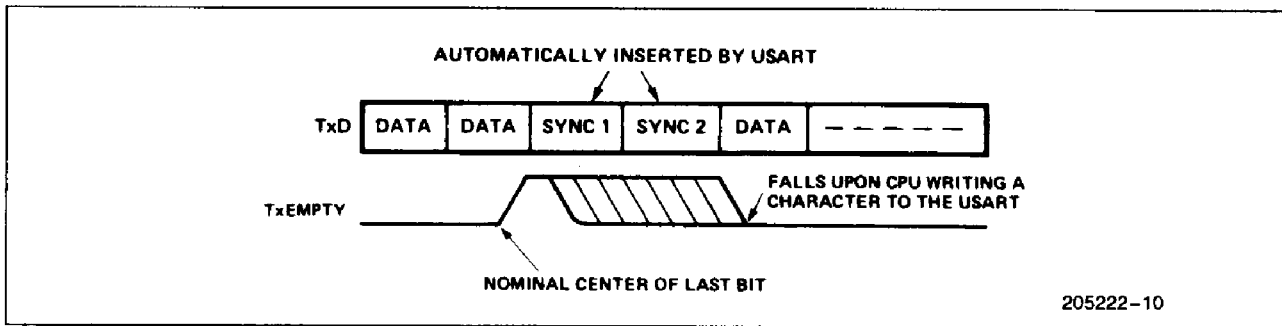 AUTOMATICALLY INSERTED BY USART
TxD DATA DATA SYNC 1 SYNC 2 DATA
TxEMPTY
FALLS UPON CPU WRITING A
CHARACTER TO THE USART
NOMINAL CENTER OF LAST BIT
205222-10